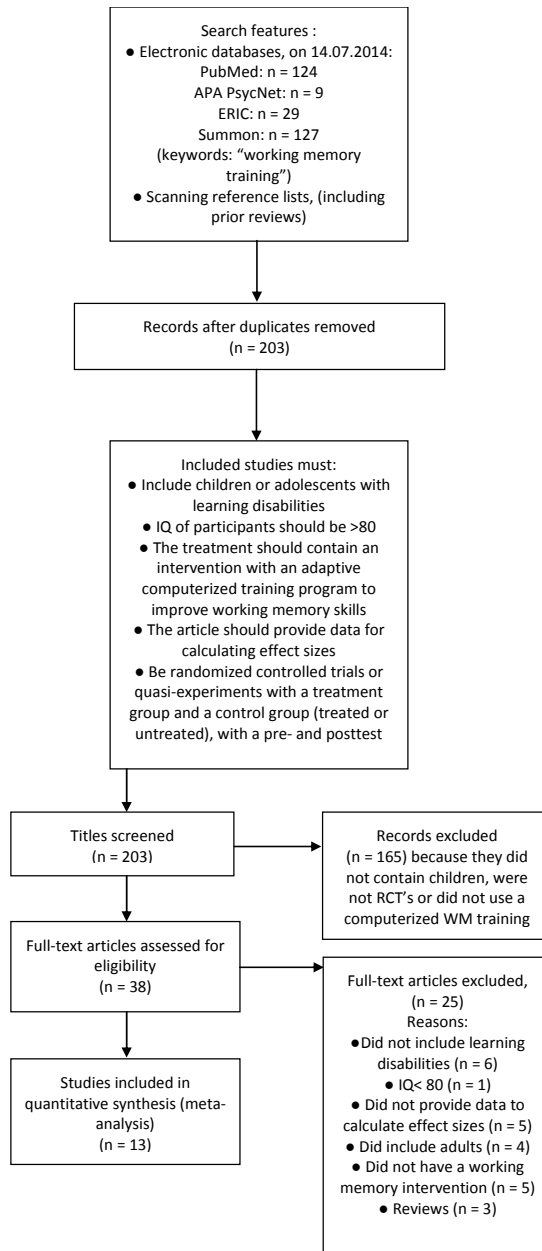 Search features :
● Electronic databases, on 14.07.2014:
PubMed: n = 124
APA PsycNet: n = 9
ERIC: n = 29
Summon: n = 127
(keywords: “working memory
training”)
● Scanning reference lists, (including
prior reviews)
Records after duplicates removed
(n = 203)
Included studies must:
● Include children or adolescents with
learning disabilities
● IQ of participants should be >80
● The treatment should contain an
intervention with an adaptive
computerized training program to
improve working memory skills
● The article should provide data for
calculating effect sizes
● Be randomized controlled trials or
quasi-experiments with a treatment
group and a control group (treated or
untreated), with a pre- and posttest
Titles screened
(n = 203)
Records excluded
(n = 165) because they did
not contain children, were
not RCT’s or did not use a
computerized WM training
Full-text articles assessed for
eligibility
(n = 38)
Full-text articles excluded,
(n = 25)
Reasons:
●Did not include learning
disabilities (n = 6)
● IQ< 80 (n = 1)
● Did not provide data to
calculate effect sizes (n = 5)
● Did include adults (n = 4)
● Did not have a working
memory intervention (n = 5)
● Reviews (n = 3)
Studies included in
quantitative synthesis (meta-
analysis)
(n = 13)